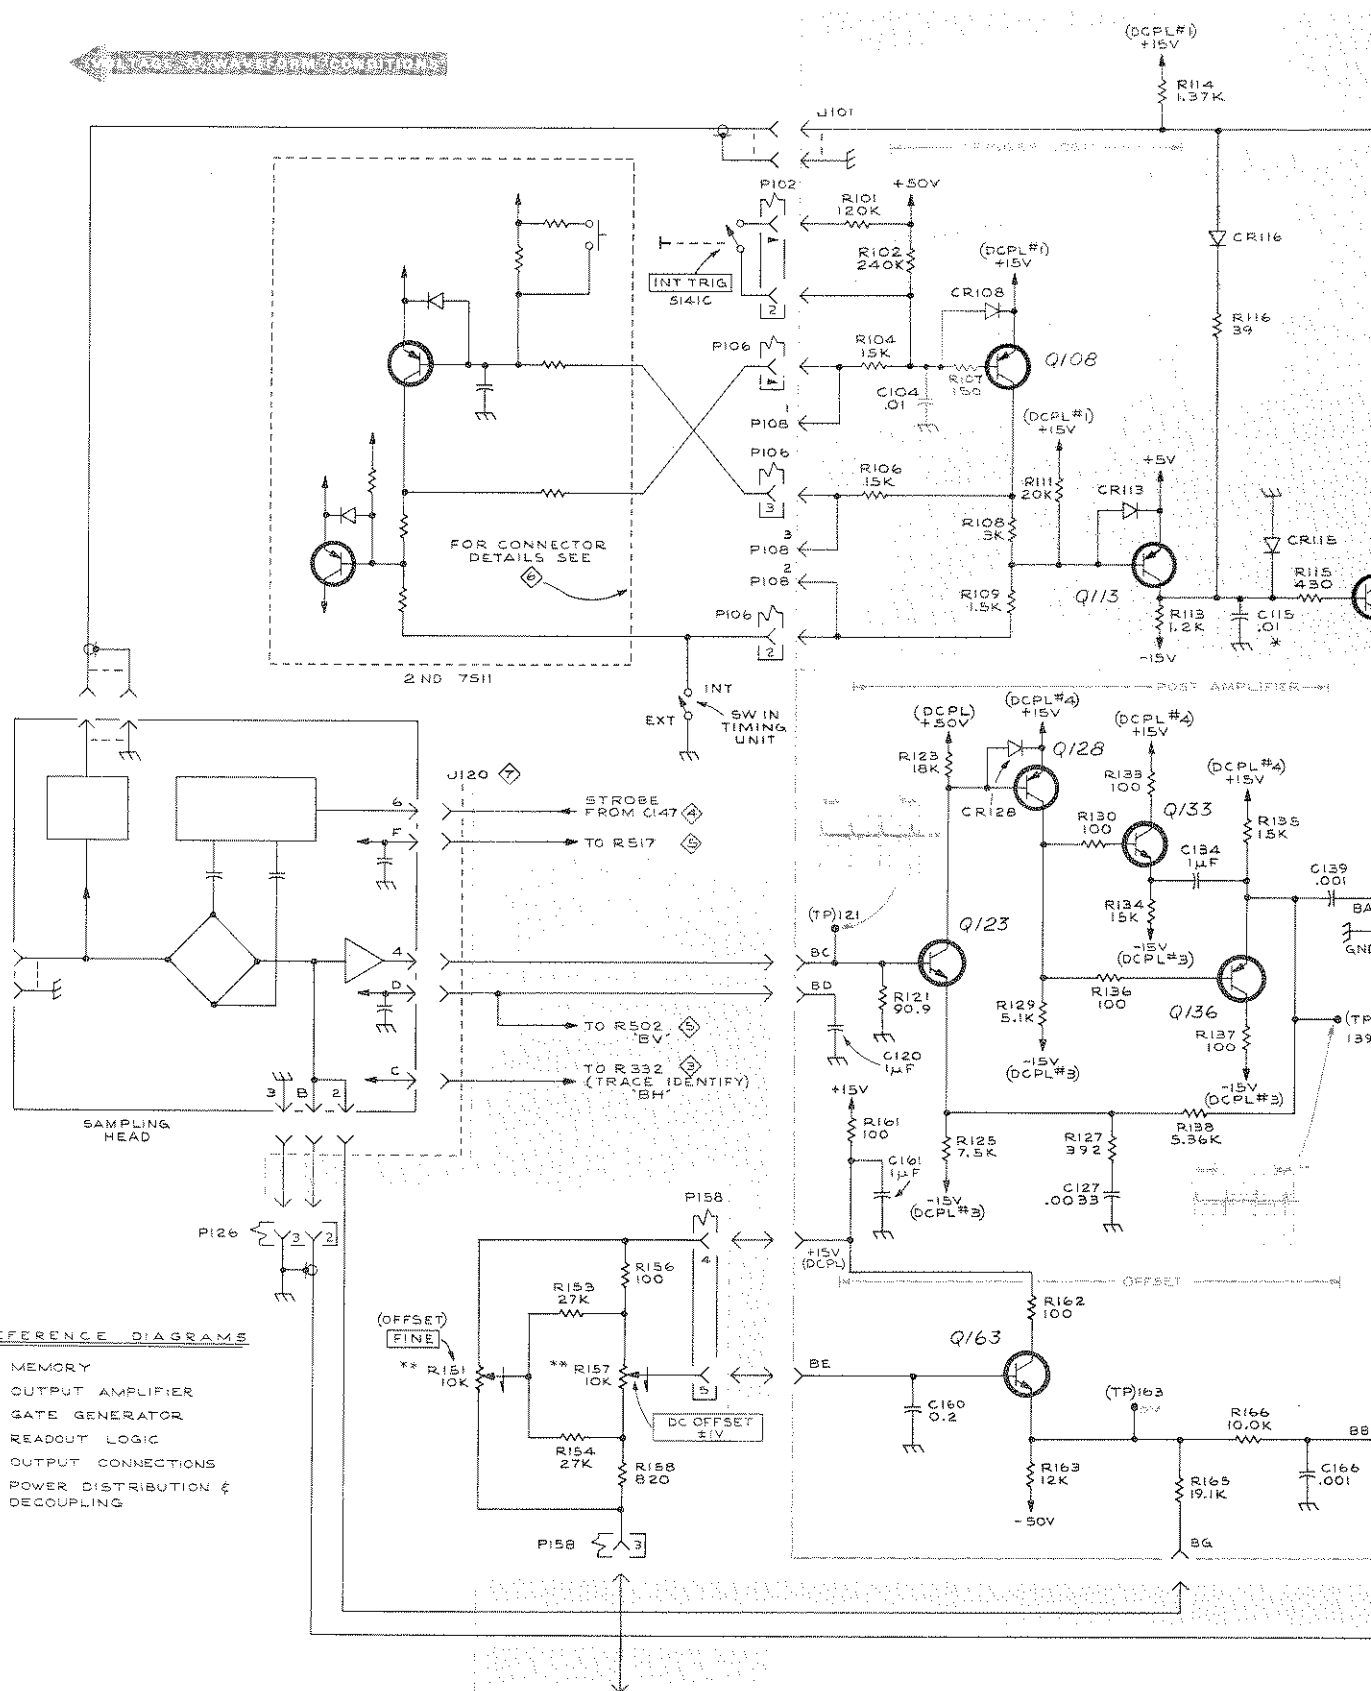 VOLTAGE & WAVEFORM CONDITIONS
(DCPL#1)
+15V
R114
1.37K
J101
P102
+50V
R101
120K
R102
240K
(DCPL#1)
+15V
CR116
INT TRIG
S141C
2
CR108
R116
39
P106
R104
15K
Q108
C104
.01
R107
150
1
P108
(DCPL#1)
+15V
P106
3
R106
15K
R111
20K
+5V
CR113
R108
3K
CR115
3
P108
2
P108
FOR CONNECTOR
DETAILS SEE
6
R109
1.5K
Q113
R115
430
P106
2
R113
1.2K
C115
.01
*
-15V
2ND 7S11
INT
EXT
SW IN
TIMING
UNIT
POST AMPLIFIER
(DCPL)
+50V
(DCPL#4)
+15V
(DCPL#4)
+15V
R123
18K
Q128
(DCPL#4)
+15V
J120 7
R133
100
Q133
6
STROBE
FROM C147 4
CR128
R130
100
R135
15K
F
TO R517 5
C134
1µF
C139
.001
(TP)121
R134
15K
BA
Q123
-15V
(DCPL#3)
GND
4
BC
D
BD
R121
90.9
R129
5.1K
R136
100
Q136
TO R502 5
"BV"
R137
100
C120
1µF
-15V
(DCPL#3)
C
TO R332 3
(TRACE IDENTIFY)
"BH"
+15V
-15V
(DCPL#3)
3
B
2
SAMPLING
HEAD
R161
100
R125
7.5K
R127
392
R138
5.36K
C161
1µF
C127
.0033
-15V
(DCPL#3)
P126
3
2
P158
4
+15V
(DCPL)
R156
100
OFFSET
R153
27K
R162
100
(OFFSET)
FINE
Q163
REFERENCE DIAGRAMS
MEMORY
OUTPUT AMPLIFIER
GATE GENERATOR
READOUT LOGIC
OUTPUT CONNECTIONS
POWER DISTRIBUTION &
DECOUPLING
** R151
10K
** R157
10K
5
BE
DC OFFSET
±1V
C160
0.2
(TP)163
R166
10.0K
BB
R154
27K
R158
820
R163
12K
R165
19.1K
C166
.001
-50V
P158
3
BG